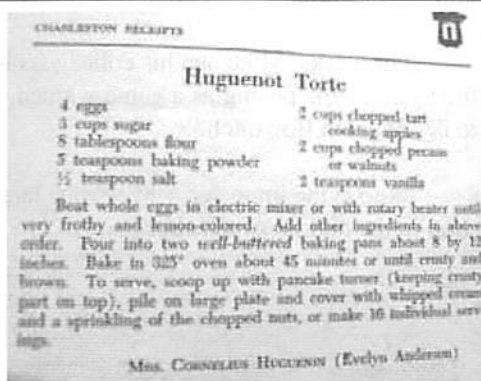 CHARLESTON RECEIPTS
Huguenot Torte
4 eggs
3 cups sugar
8 tablespoons flour
5 teaspoons baking powder
½ teaspoon salt
2 cups chopped tart
cooking apples
2 cups chopped pecans
or walnuts
2 teaspoons vanilla
Beat whole eggs in electric mixer or with rotary beater until
very frothy and lemon-colored. Add other ingredients in above
order. Pour into two well-buttered baking pans about 8 by 12
inches. Bake in 325° oven about 45 minutes or until crusty and
brown. To serve, scoop up with pancake turner (keeping crusty
part on top), pile on large plate and cover with whipped cream
and a sprinkling of the chopped nuts, or make 16 individual serv
ings.
MRS. CORNELIUS HUGUENIN (Evelyn Anderson)